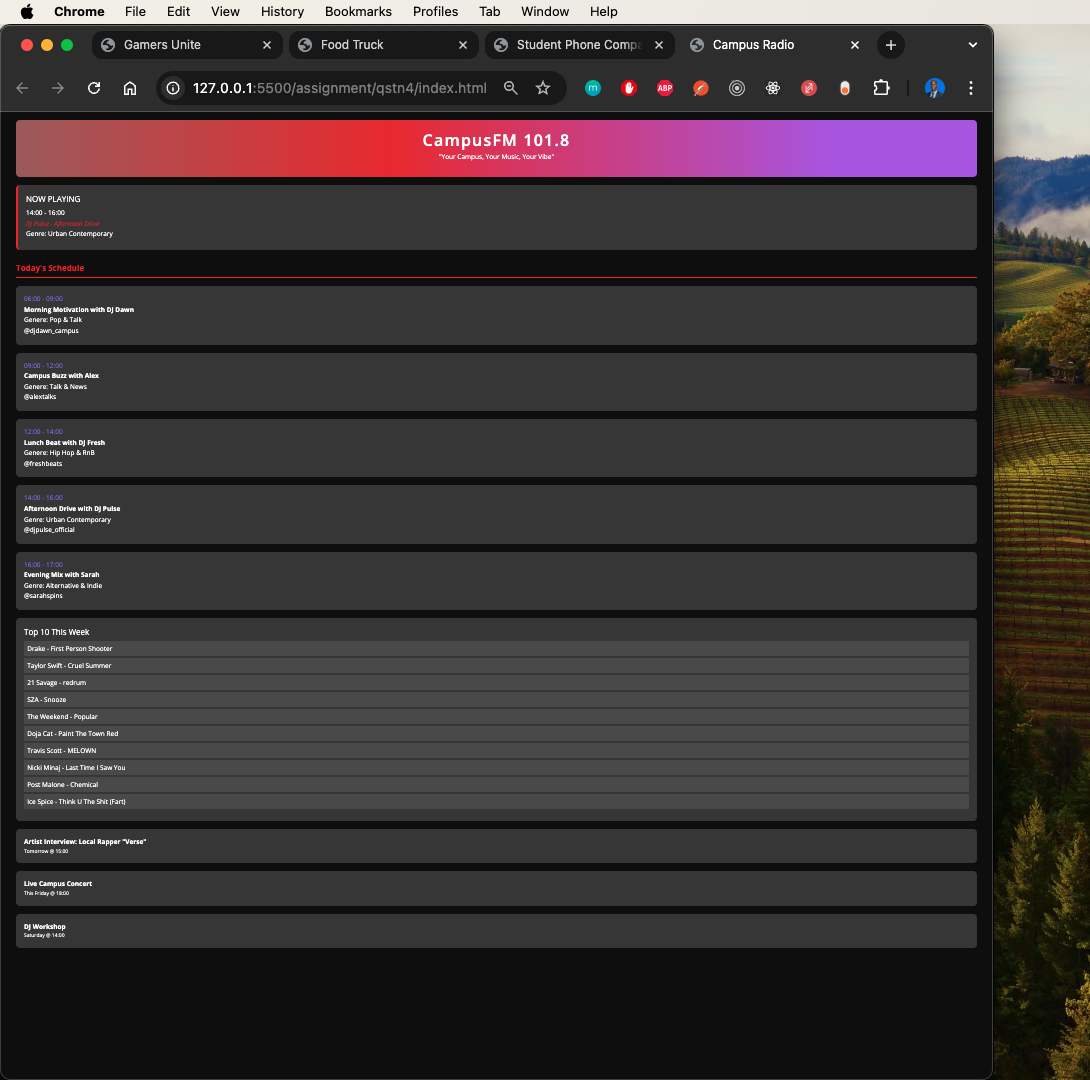 Chrome File Edit View History Bookmarks Profiles Tab Window Help
Gamers Unite Food Truck Student Phone Compa Campus Radio
127.0.0.1:5500/assignment/qstn4/index.html m ABP
CampusFM 101.8
"Your Campus, Your Music, Your Vibe"
NOW PLAYING
14:00 - 16:00
DJ Pulse - Afternoon Drive
Genre: Urban Contemporary
Today's Schedule
06:00 - 09:00
Morning Motivation with DJ Dawn
Genere: Pop & Talk
@djdawn_campus
09:00 - 12:00
Campus Buzz with Alex
Genere: Talk & News
@alextalks
12:00 - 14:00
Lunch Beat with DJ Fresh
Genere: Hip Hop & RnB
@freshbeats
14:00 - 16:00
Afternoon Drive with DJ Pulse
Genre: Urban Contemporary
@djpulse_official
16:00 - 17:00
Evening Mix with Sarah
Genre: Alternative & Indie
@sarahspins
Top 10 This Week
Drake - First Person Shooter
Taylor Swift - Cruel Summer
21 Savage - redrum
SZA - Snooze
The Weekend - Popular
Doja Cat - Paint The Town Red
Travis Scott - MELOWN
Nicki Minaj - Last Time I Saw You
Post Malone - Chemical
Ice Spice - Think U The Shit (Fart)
Artist Interview: Local Rapper "Verse"
Tomorrow @ 15:00
Live Campus Concert
This Friday @ 18:00
DJ Workshop
Saturday @ 14:00